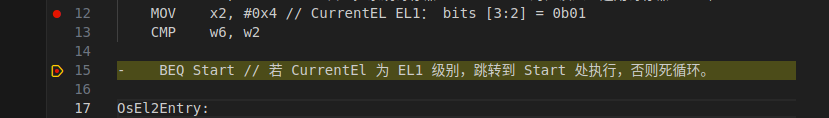 12 MOV x2, #0x4 // CurrentEL EL1： bits [3:2] = 0b01
13 CMP w6, w2
14
15 - BEQ Start // 若 CurrentEl 为 EL1 级别，跳转到 Start 处执行，否则死循环。
16
17 OsEl2Entry: